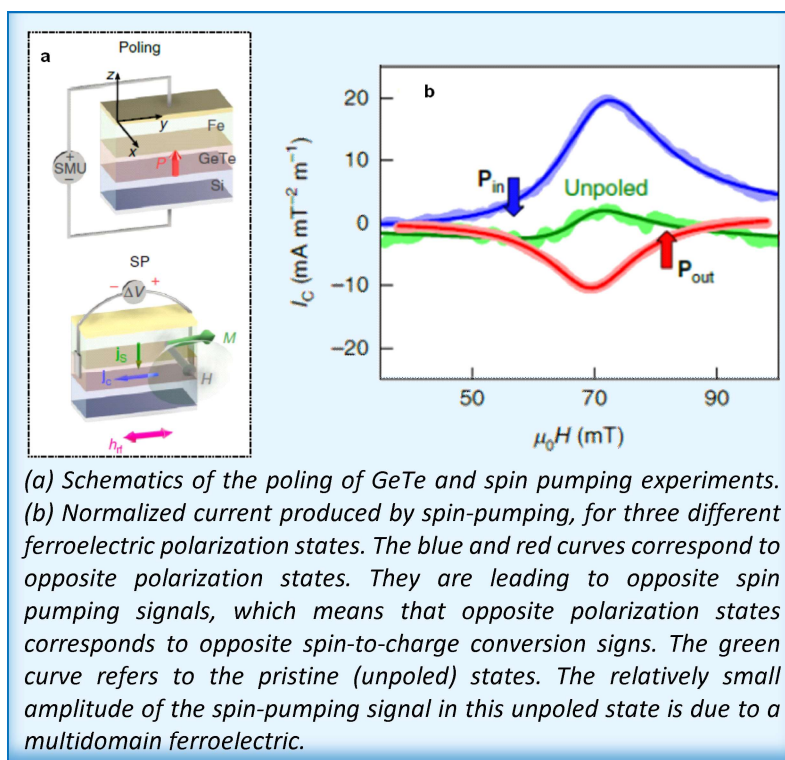 a
Poling
z
y
x
Fe
GeTe
P
Si
SMU
+
−
SP
− ΔV +
M
js
jc
H
hrf
b
IC (mA mT−2 m−1)
20
10
0
−10
−20
Pin
Unpoled
Pout
50 70 90
μ0H (mT)
(a) Schematics of the poling of GeTe and spin pumping experiments.
(b) Normalized current produced by spin-pumping, for three different
ferroelectric polarization states. The blue and red curves correspond to
opposite polarization states. They are leading to opposite spin
pumping signals, which means that opposite polarization states
corresponds to opposite spin-to-charge conversion signs. The green
curve refers to the pristine (unpoled) states. The relatively small
amplitude of the spin-pumping signal in this unpoled state is due to a
multidomain ferroelectric.